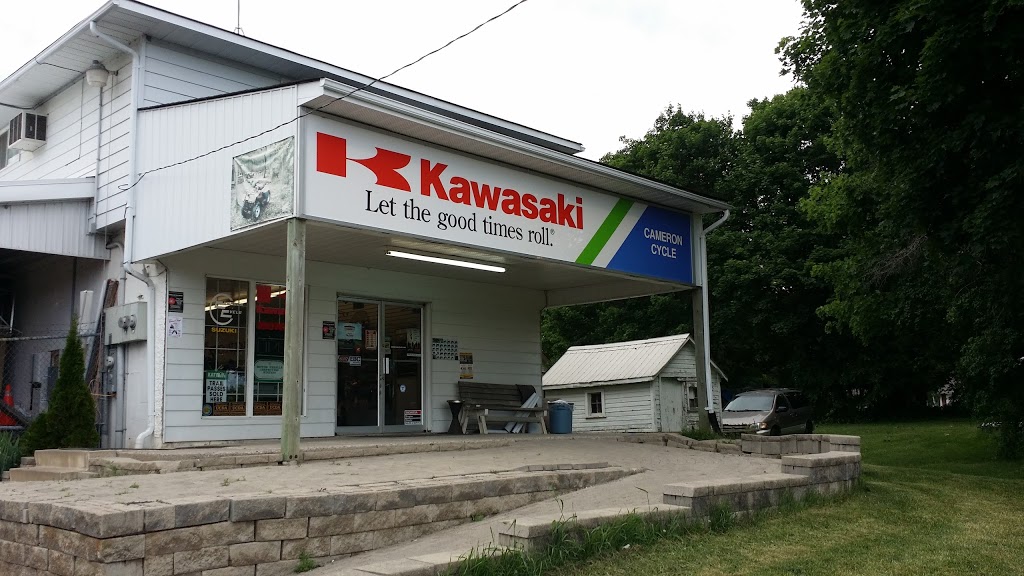 Kawasaki
Let the good times roll.®
CAMERON
CYCLE
SUZUKI
TRAIL
PASSES
SOLD
HERE